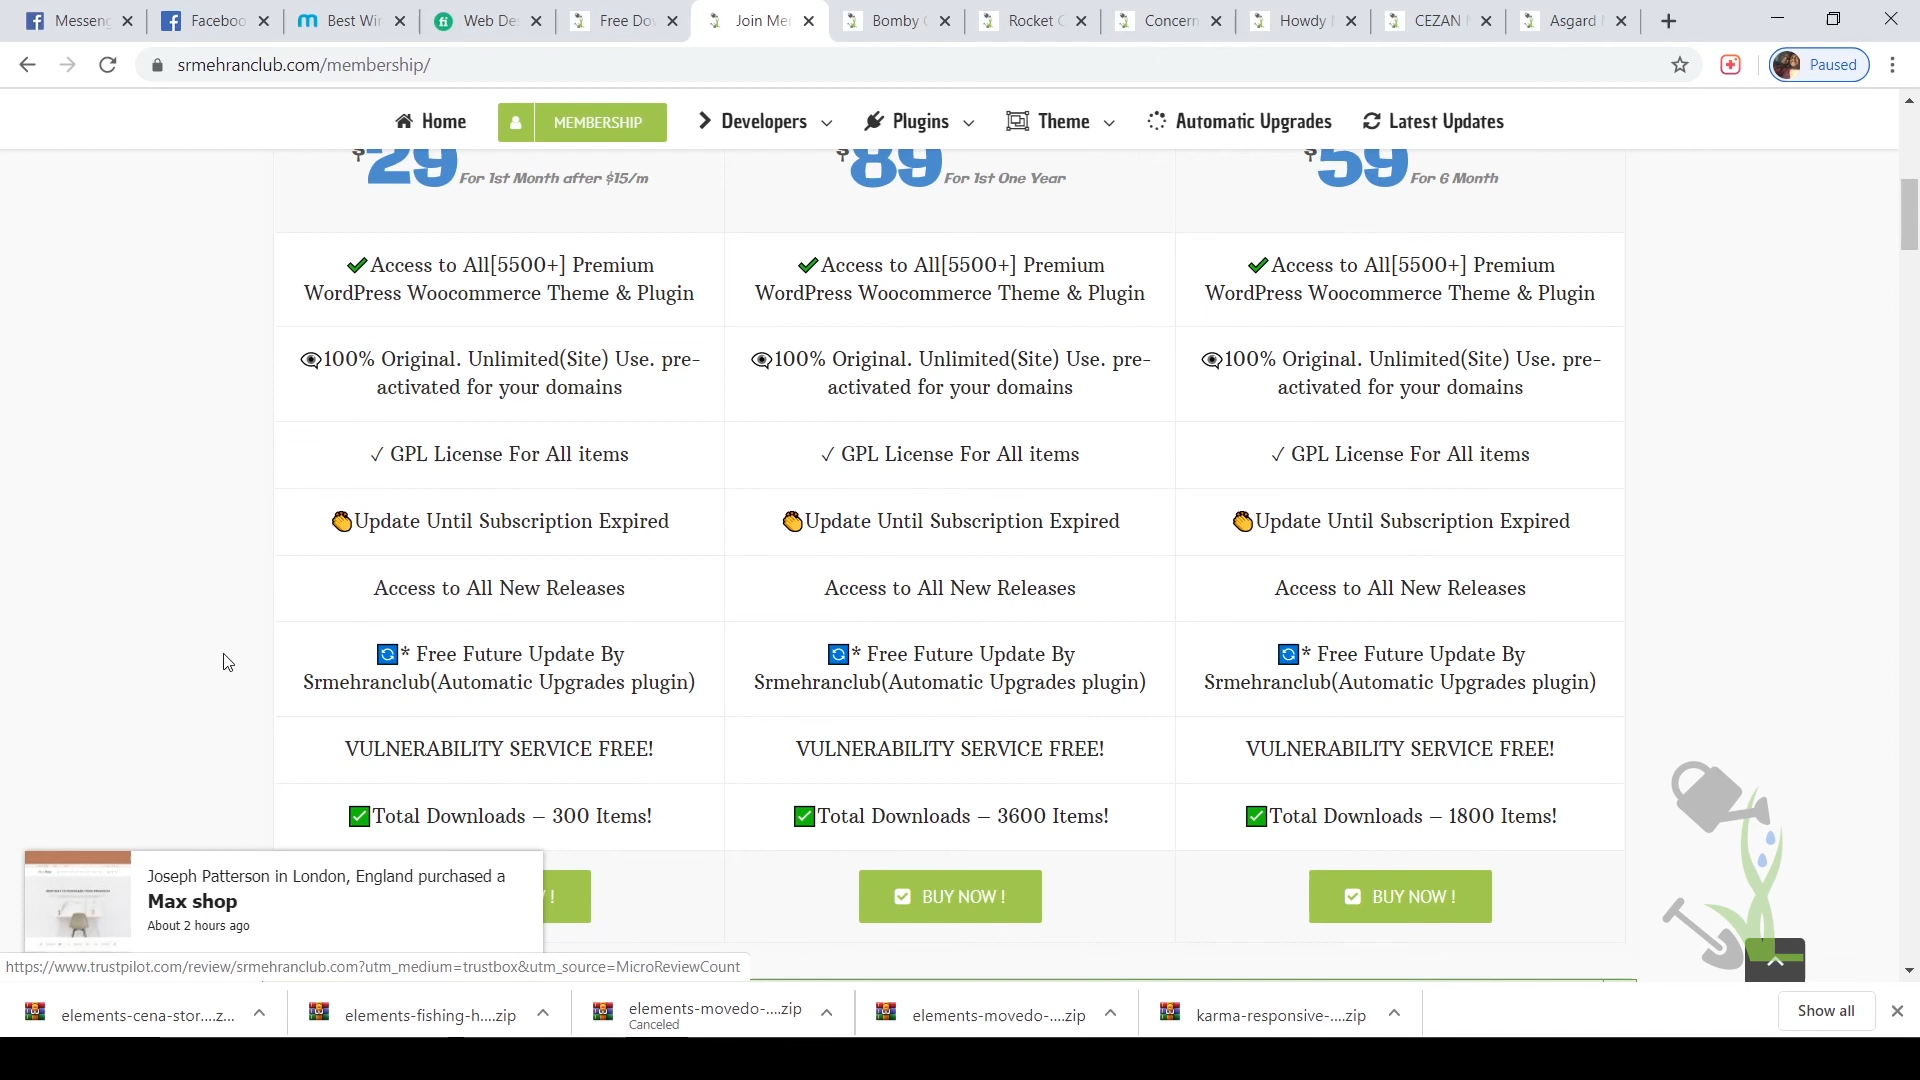 Messeng
Faceboo
Best Wi
Web Des
Free Do
Join Me
Bomby
Rocket
Concern
Howdy
CEZAN
Asgard
srmehranclub.com/membership/
Paused
Home
MEMBERSHIP
Developers
Plugins
Theme
Automatic Upgrades
Latest Updates
$29 For 1st Month after $15/m
$89 For 1st One Year
$59 For 6 Month
✔Access to All[5500+] Premium
WordPress Woocommerce Theme & Plugin
✔Access to All[5500+] Premium
WordPress Woocommerce Theme & Plugin
✔Access to All[5500+] Premium
WordPress Woocommerce Theme & Plugin
👁100% Original. Unlimited(Site) Use. pre-
activated for your domains
👁100% Original. Unlimited(Site) Use. pre-
activated for your domains
👁100% Original. Unlimited(Site) Use. pre-
activated for your domains
✓ GPL License For All items
✓ GPL License For All items
✓ GPL License For All items
👏Update Until Subscription Expired
👏Update Until Subscription Expired
👏Update Until Subscription Expired
Access to All New Releases
Access to All New Releases
Access to All New Releases
🔄* Free Future Update By
Srmehranclub(Automatic Upgrades plugin)
🔄* Free Future Update By
Srmehranclub(Automatic Upgrades plugin)
🔄* Free Future Update By
Srmehranclub(Automatic Upgrades plugin)
VULNERABILITY SERVICE FREE!
VULNERABILITY SERVICE FREE!
VULNERABILITY SERVICE FREE!
✅Total Downloads – 300 Items!
✅Total Downloads – 3600 Items!
✅Total Downloads – 1800 Items!
Joseph Patterson in London, England purchased a
Max shop
About 2 hours ago
!
BUY NOW !
BUY NOW !
https://www.trustpilot.com/review/srmehranclub.com?utm_medium=trustbox&utm_source=MicroReviewCount
elements-cena-stor....z...
elements-fishing-h....zip
elements-movedo-....zip
Canceled
elements-movedo-....zip
karma-responsive-....zip
Show all